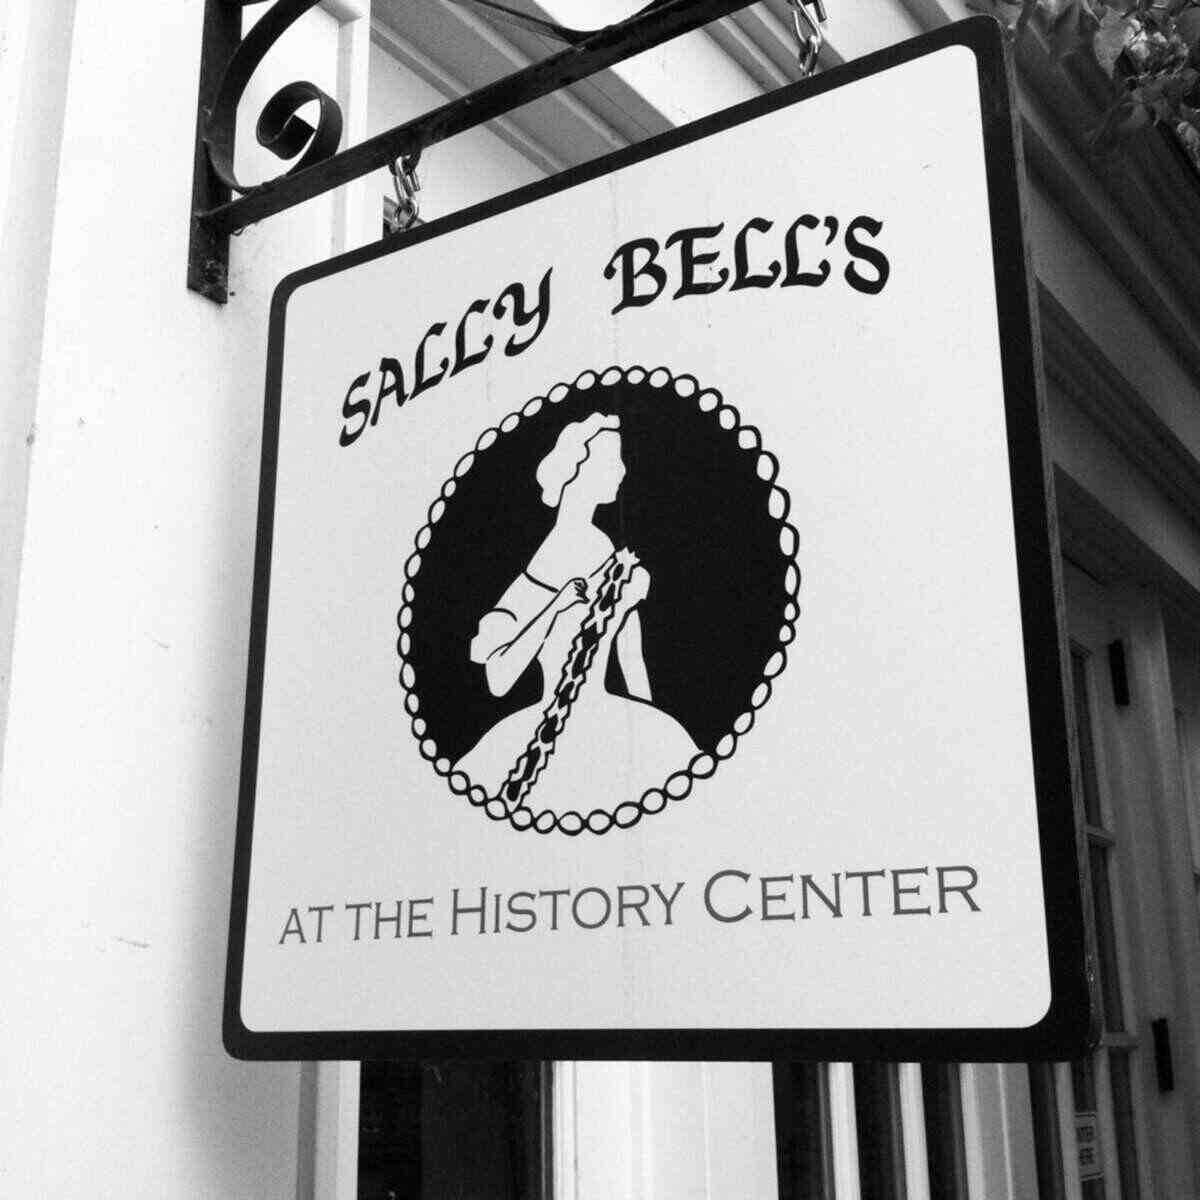 SALLY BELL'S
AT THE HISTORY CENTER